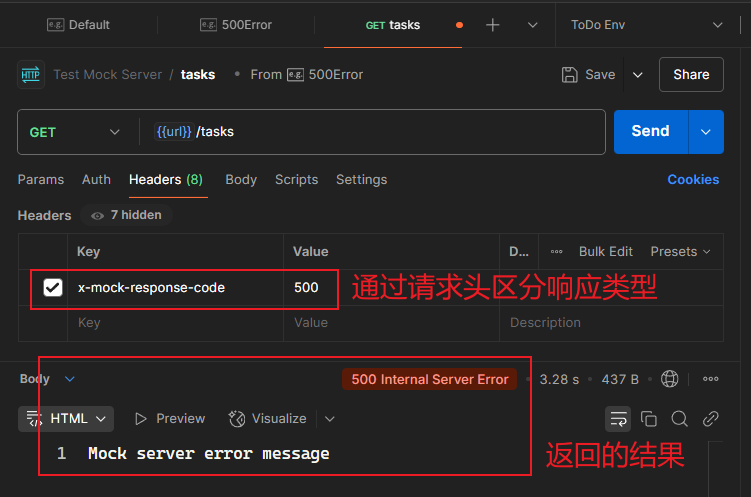 e.g. Default e.g. 500Error GET tasks ToDo Env
HTTP Test Mock Server / tasks • From e.g. 500Error Save Share
GET {{url}} /tasks Send
Params Auth Headers (8) Body Scripts Settings Cookies
Headers 7 hidden
Key Value D... Bulk Edit Presets
x-mock-response-code 500 通过请求头区分响应类型
Key Value Description
Body 500 Internal Server Error • 3.28 s • 437 B
HTML Preview Visualize
1 Mock server error message
返回的结果